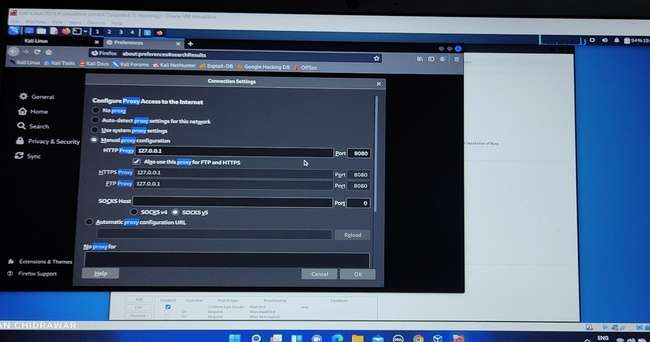 Kali Linux
Preferences
Firefox about:preferences#searchResults
Kali Linux Kali Tools Kali Docs Kali Forums Kali NetHunter Exploit-DB Google Hacking DB OffSec
Connection Settings
General
Home
Search
Privacy & Security
Sync
Configure Proxy Access to the Internet
No proxy
Auto-detect proxy settings for this network
Use system proxy settings
Manual proxy configuration
HTTP Proxy 127.0.0.1 Port 8080
Also use this proxy for FTP and HTTPS
HTTPS Proxy 127.0.0.1 Port 8080
FTP Proxy 127.0.0.1 Port 8080
SOCKS Host Port 0
SOCKS v4 SOCKS v5
Automatic proxy configuration URL
Reload
No proxy for
Help Cancel OK
Extensions & Themes
Firefox Support
AN CHIDRAWAR
ENG